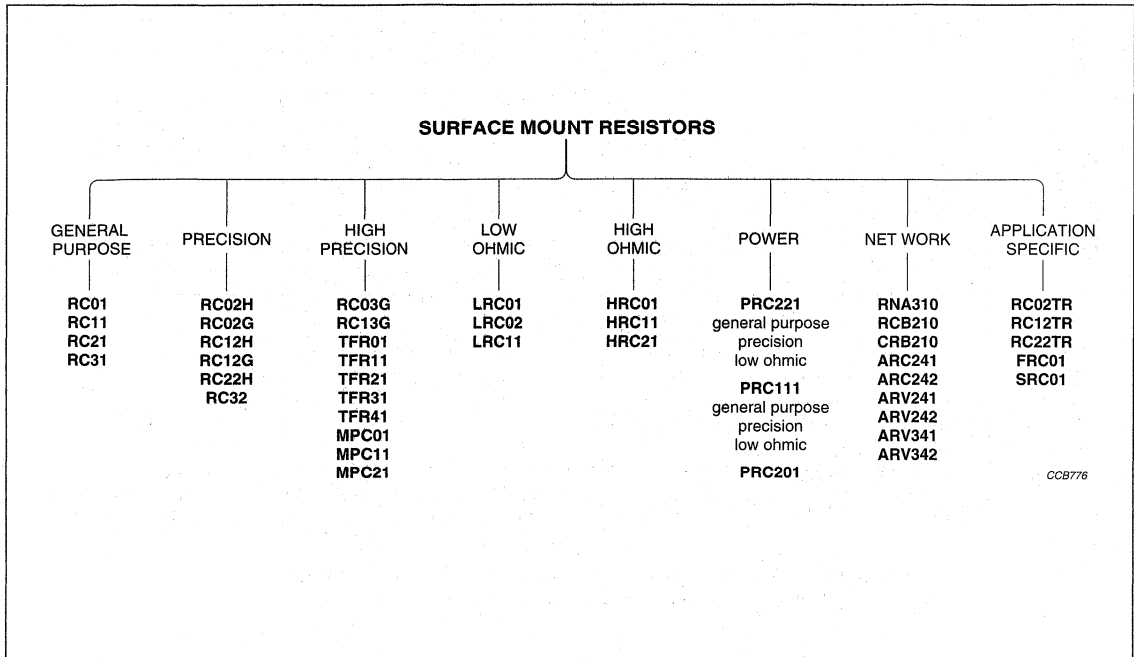 SURFACE MOUNT RESISTORS
GENERAL
PURPOSE
RC01
RC11
RC21
RC31
PRECISION
RC02H
RC02G
RC12H
RC12G
RC22H
RC32
HIGH
PRECISION
RC03G
RC13G
TFR01
TFR11
TFR21
TFR31
TFR41
MPC01
MPC11
MPC21
LOW
OHMIC
LRC01
LRC02
LRC11
HIGH
OHMIC
HRC01
HRC11
HRC21
POWER
PRC221
general purpose
precision
low ohmic
PRC111
general purpose
precision
low ohmic
PRC201
NET WORK
RNA310
RCB210
CRB210
ARC241
ARC242
ARV241
ARV242
ARV341
ARV342
APPLICATION
SPECIFIC
RC02TR
RC12TR
RC22TR
FRC01
SRC01
CCB776